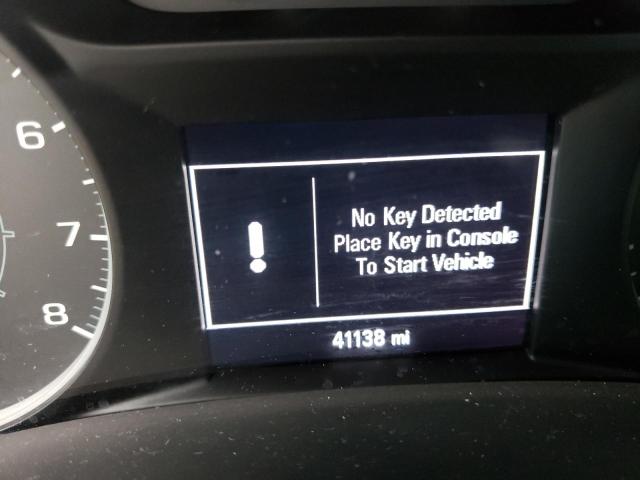 6
7
8
!
No Key Detected
Place Key in Console
To Start Vehicle
41138 mi